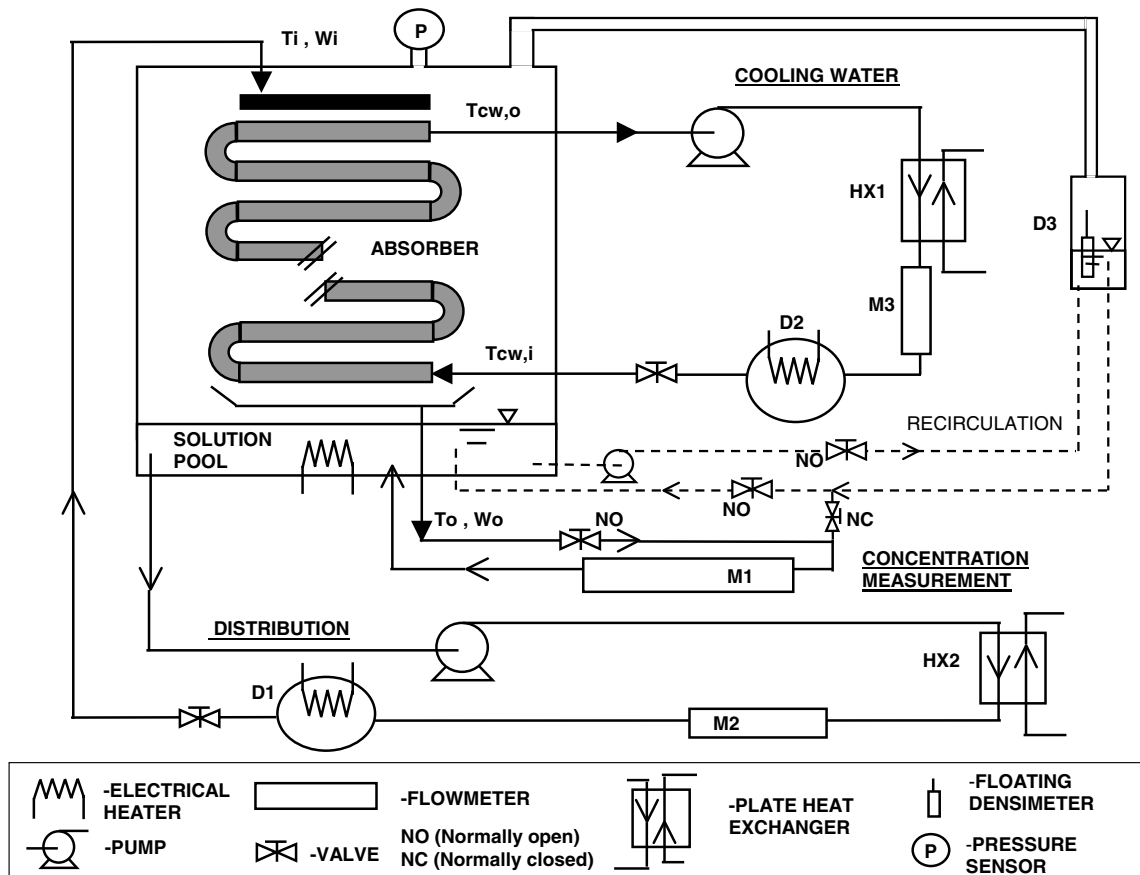 Ti , Wi
P
COOLING WATER
Tcw,o
HX1
D3
ABSORBER
M3
D2
Tcw,i
RECIRCULATION
SOLUTION
POOL
NO
NO
To , Wo
NO
NC
M1
CONCENTRATION
MEASUREMENT
DISTRIBUTION
HX2
D1
M2
-ELECTRICAL
HEATER
-FLOWMETER
-PLATE HEAT
EXCHANGER
-FLOATING
DENSIMETER
-PUMP
-VALVE
NO (Normally open)
NC (Normally closed)
P
-PRESSURE
SENSOR